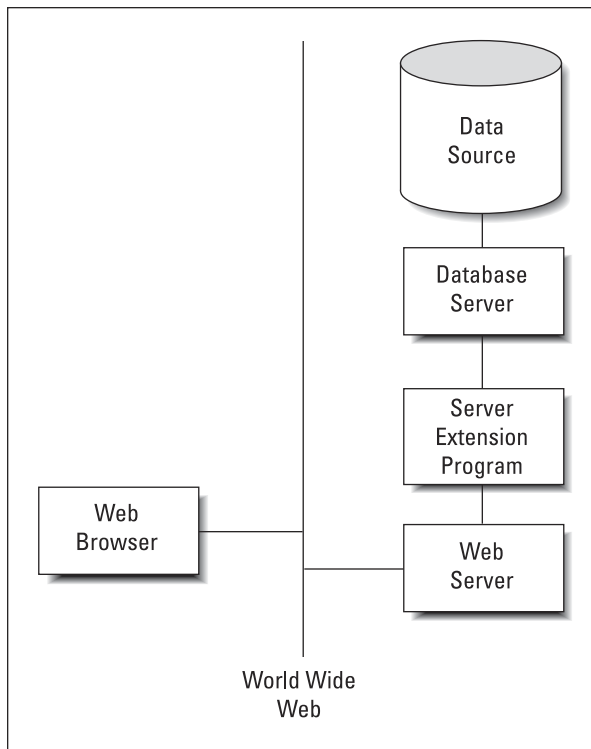 Data
Source
Database
Server
Server
Extension
Program
Web
Browser
Web
Server
World Wide
Web